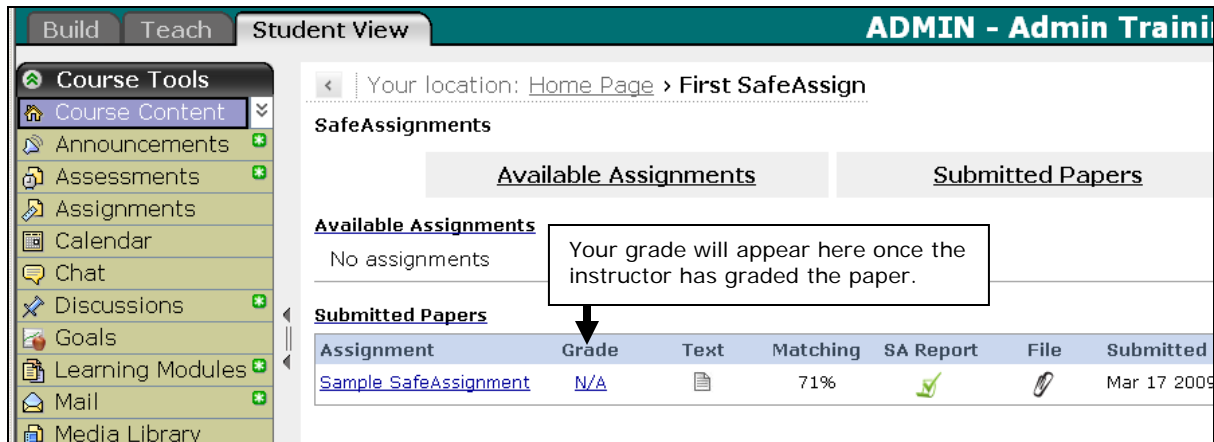 Build Teach Student View ADMIN - Admin Traini
Course Tools
Course Content
Announcements
Assessments
Assignments
Calendar
Chat
Discussions
Goals
Learning Modules
Mail
Media Library
Your location: Home Page › First SafeAssign
SafeAssignments
Available Assignments Submitted Papers
Available Assignments
No assignments
Your grade will appear here once the
instructor has graded the paper.
Submitted Papers
Assignment Grade Text Matching SA Report File Submitted
Sample SafeAssignment N/A 71% Mar 17 2009